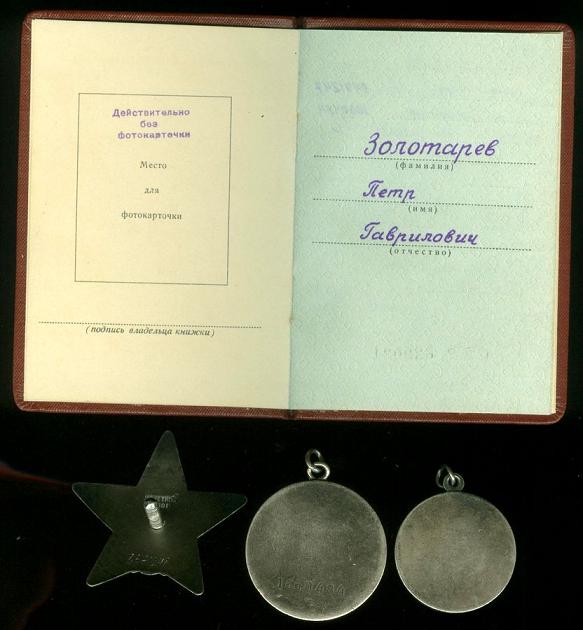 Действительно
без
фотокарточки
Место
для
фотокарточки
(подпись владельца книжки)
Золотарев
(фамилия)
Петр
(имя)
Гаврилович
(отчество)